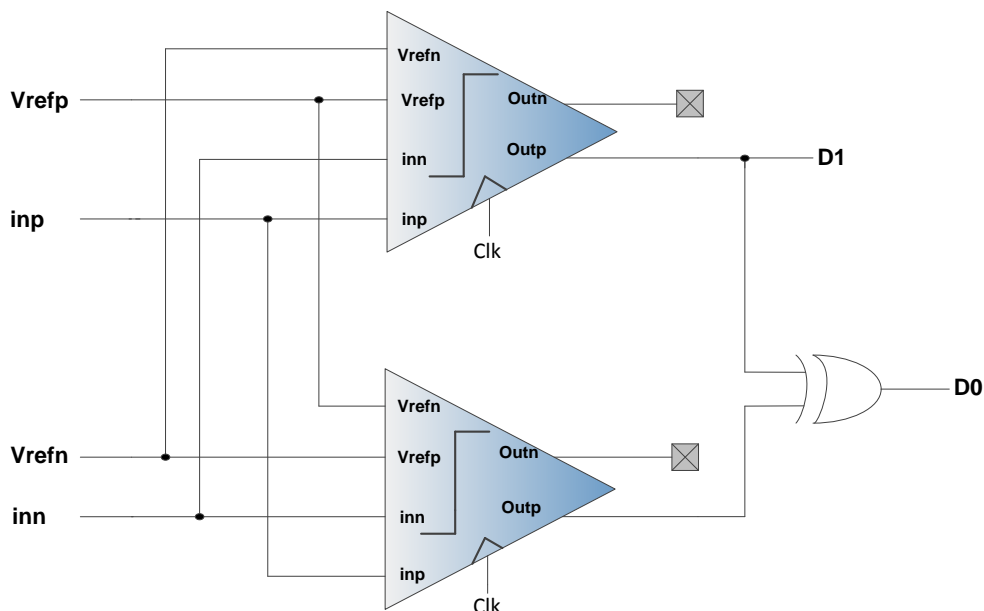 Vrefn
Vrefp
Vrefp
Outn
Outp
D1
inn
inp
inp
Clk
Vrefn
D0
Vrefn
Vrefp
Outn
inn
inn
Outp
inp
Clk